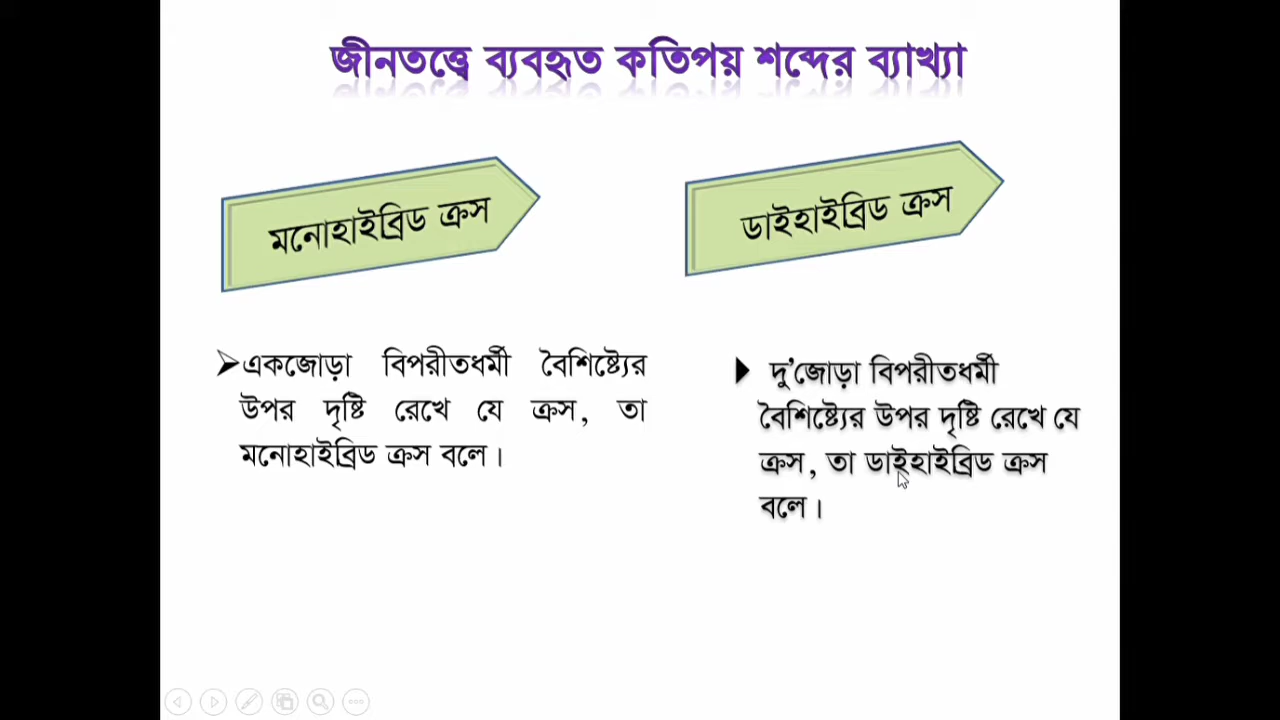 জীনতত্ত্বে ব্যবহৃত কতিপয় শব্দের ব্যাখ্যা
মনোহাইব্রিড ক্রস
ডাইহাইব্রিড ক্রস
একজোড়া বিপরীতধর্মী বৈশিষ্ট্যের
উপর দৃষ্টি রেখে যে ক্রস, তা
মনোহাইব্রিড ক্রস বলে।
দু’জোড়া বিপরীতধর্মী
বৈশিষ্ট্যের উপর দৃষ্টি রেখে যে
ক্রস, তা ডাইহাইব্রিড ক্রস
বলে।